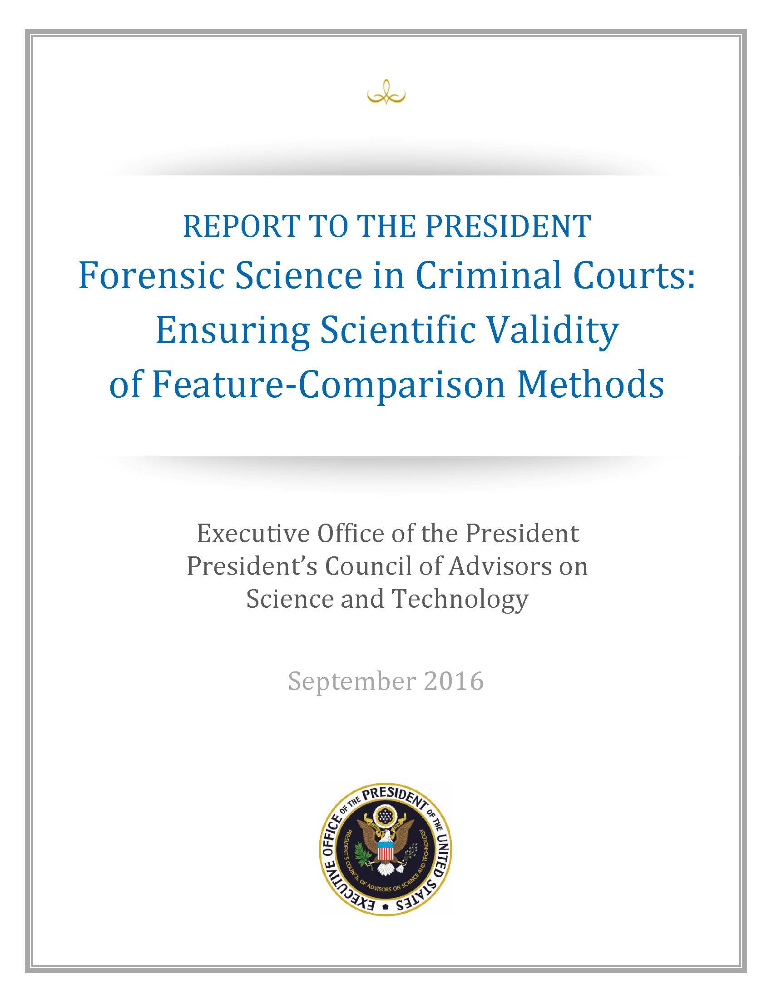 REPORT TO THE PRESIDENT
Forensic Science in Criminal Courts:
Ensuring Scientific Validity
of Feature-Comparison Methods
Executive Office of the President
President’s Council of Advisors on
Science and Technology
September 2016
EXECUTIVE OFFICE OF THE PRESIDENT OF THE UNITED STATES
PRESIDENT'S COUNCIL OF ADVISORS ON SCIENCE AND TECHNOLOGY